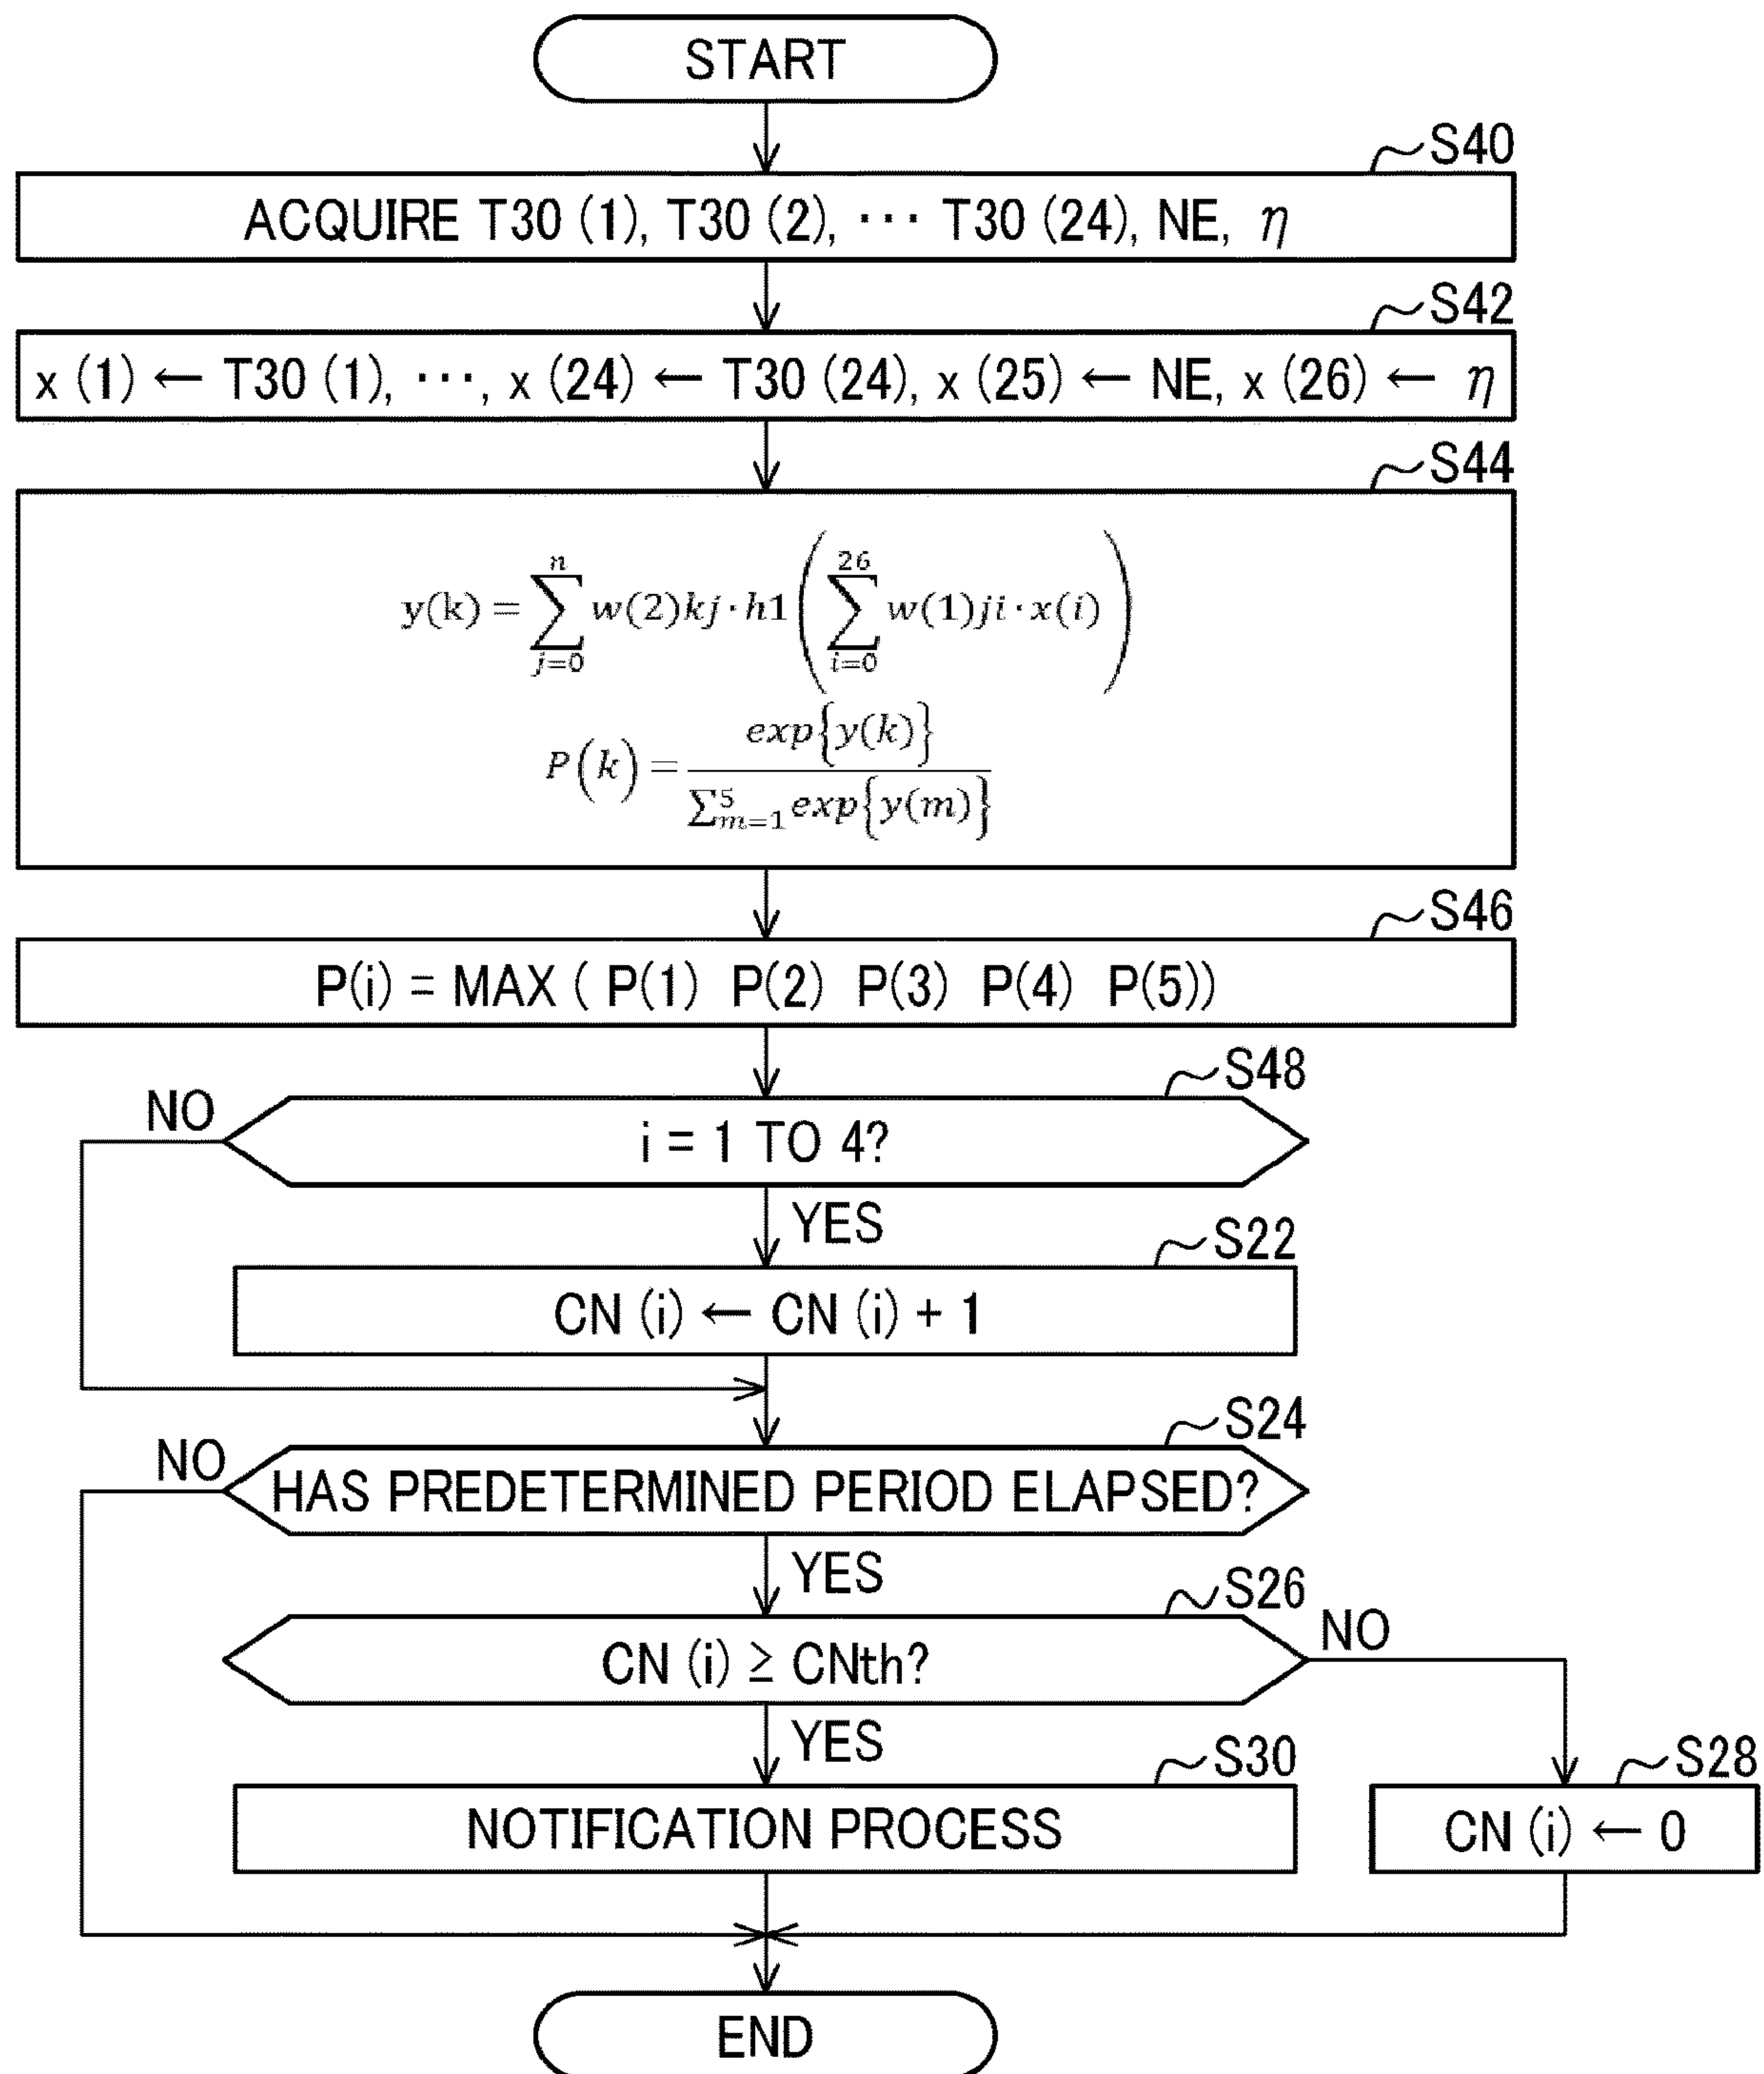 START
S40
ACQUIRE T30 (1), T30 (2), ··· T30 (24), NE, η
S42
x (1) ← T30 (1), ···, x (24) ← T30 (24), x (25) ← NE, x (26) ← η
S44
y(k) = ∑_{j=0}^{n} w(2)kj · h1 ( ∑_{i=0}^{26} w(1)ji · x(i) )
P(k) = exp{y(k)} / ∑_{m=1}^{5} exp{y(m)}
S46
P(i) = MAX ( P(1) P(2) P(3) P(4) P(5))
S48
NO
i = 1 TO 4?
YES
S22
CN (i) ← CN (i) + 1
S24
NO
HAS PREDETERMINED PERIOD ELAPSED?
YES
S26
NO
CN (i) ≥ CNth?
YES
S30
S28
NOTIFICATION PROCESS
CN (i) ← 0
END